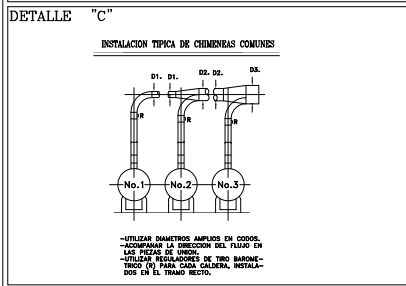 DETALLE "C"
INSTALACION TIPICA DE CHIMENEAS COMUNES
D1. D1. D2. D2. D3.
R R R
No.1 No.2 No.3
-UTILIZAR DIAMETROS AMPLIOS EN CODOS.
-ACOMPANAR LA DIRECCION DEL FLUJO EN
LAS PIEZAS DE UNION.
-UTILIZAR REGULADORES DE TIRO BAROME-
TRICO (R) PARA CADA CALDERA, INSTALA-
DOS EN EL TRAMO RECTO.